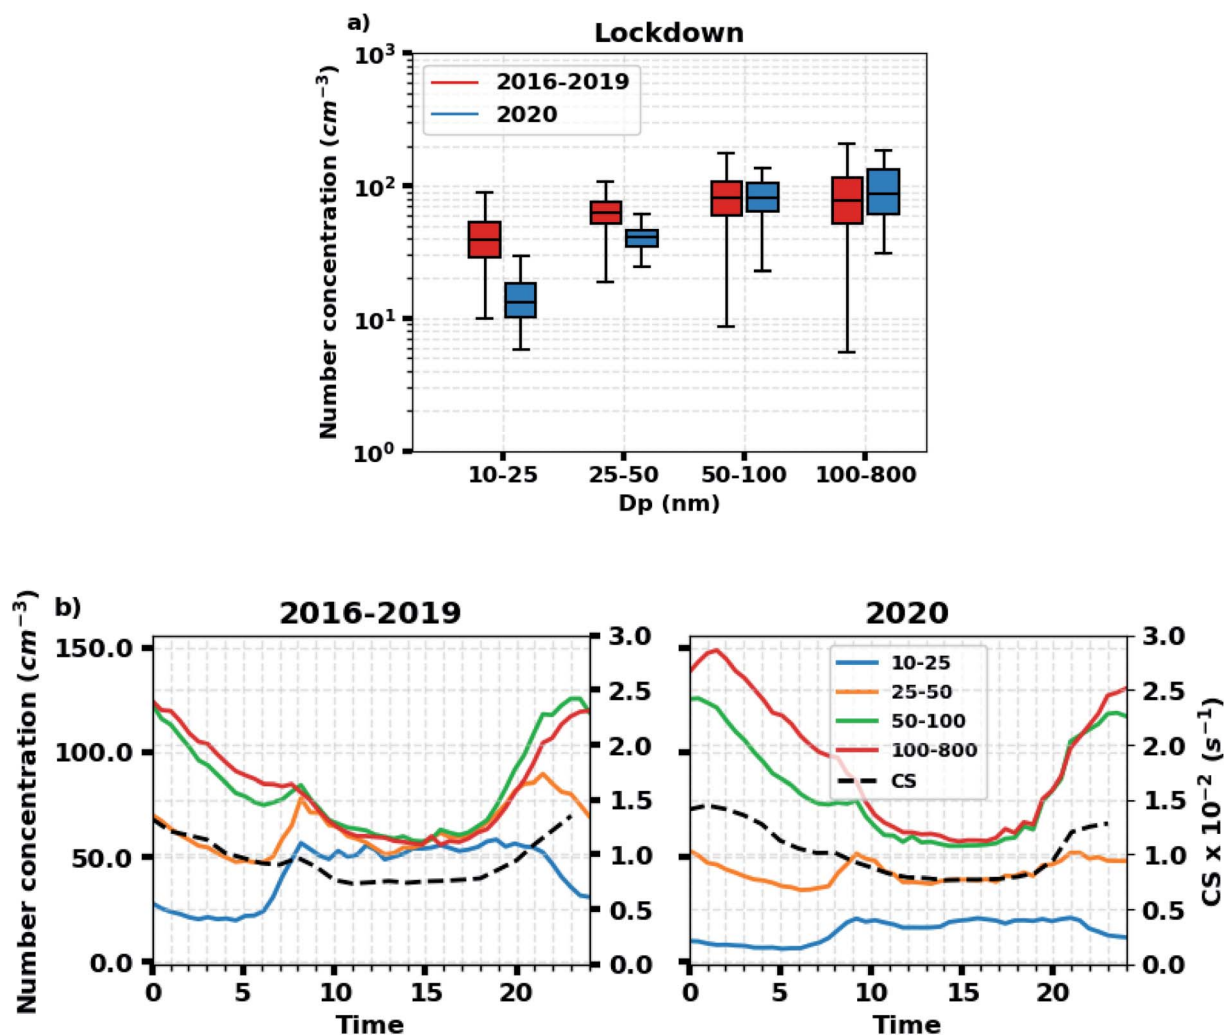 a)
Lockdown
Number concentration (cm⁻³)
10³
10²
10¹
10⁰
2016-2019
2020
10-25 25-50 50-100 100-800
Dp (nm)
b)
2016-2019
2020
Number concentration (cm⁻³)
150.0
100.0
50.0
0.0
3.0
2.5
2.0
1.5
1.0
0.5
0.0
0 5 10 15 20
Time
10-25
25-50
50-100
100-800
CS
3.0
2.5
2.0
1.5
1.0
0.5
0.0
CS x 10⁻² (s⁻¹)
0 5 10 15 20
Time